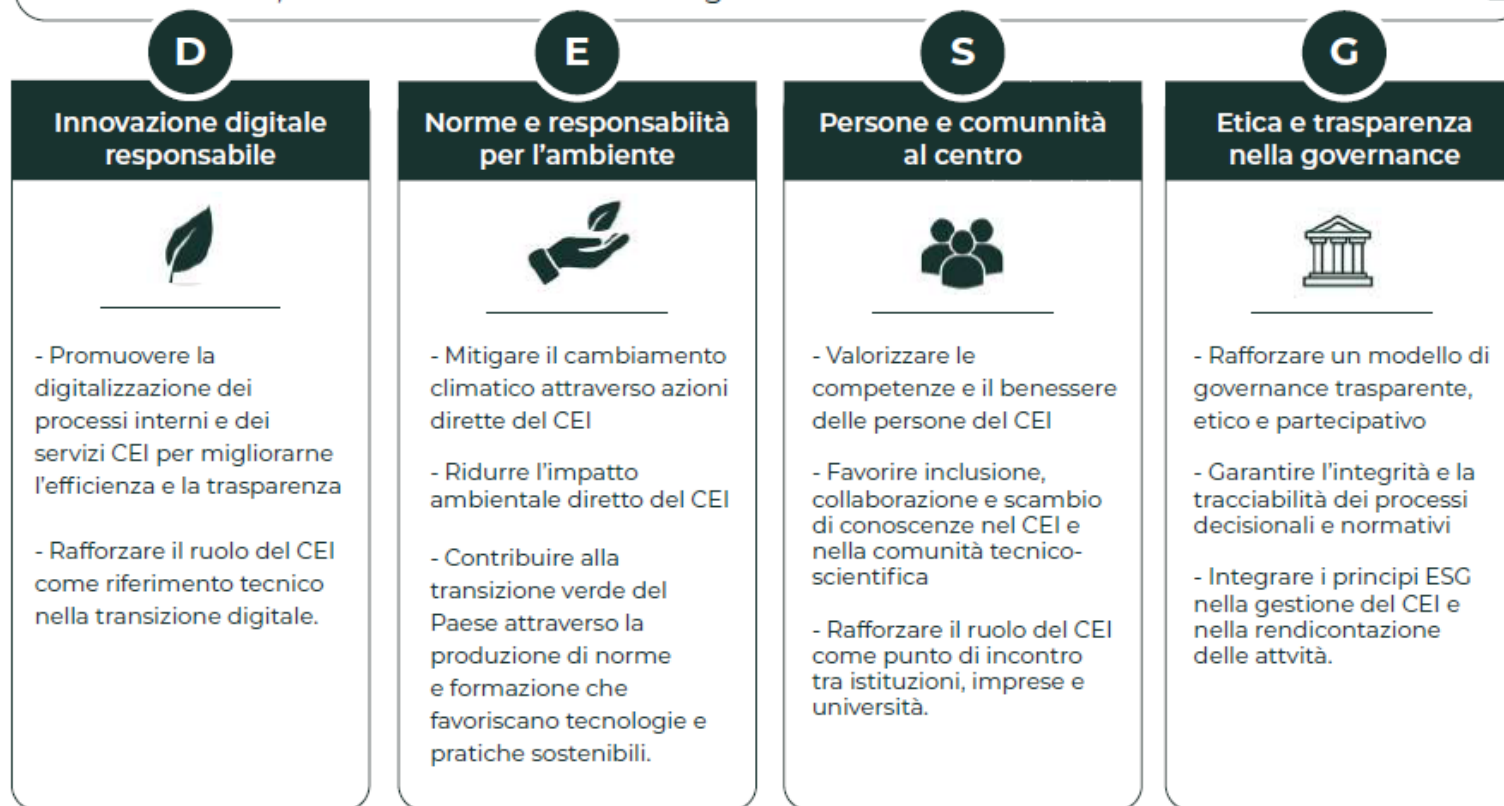 D
Innovazione digitale
responsabile
- Promuovere la
digitalizzazione dei
processi interni e dei
servizi CEI per migliorarne
l'efficienza e la trasparenza
- Rafforzare il ruolo del CEI
come riferimento tecnico
nella transizione digitale.
E
Norme e responsabiità
per l'ambiente
- Mitigare il cambiamento
climatico attraverso azioni
dirette del CEI
- Ridurre l'impatto
ambientale diretto del CEI
- Contribuire alla
transizione verde del
Paese attraverso la
produzione di norme
e formazione che
favoriscano tecnologie e
pratiche sostenibili.
S
Persone e comunnità
al centro
- Valorizzare le
competenze e il benessere
delle persone del CEI
- Favorire inclusione,
collaborazione e scambio
di conoscenze nel CEI e
nella comunità tecnico-
scientifica
- Rafforzare il ruolo del CEI
come punto di incontro
tra istituzioni, imprese e
università.
G
Etica e trasparenza
nella governance
- Rafforzare un modello di
governance trasparente,
etico e partecipativo
- Garantire l'integrità e la
tracciabilità dei processi
decisionali e normativi
- Integrare i principi ESG
nella gestione del CEI e
nella rendicontazione
delle attvità.